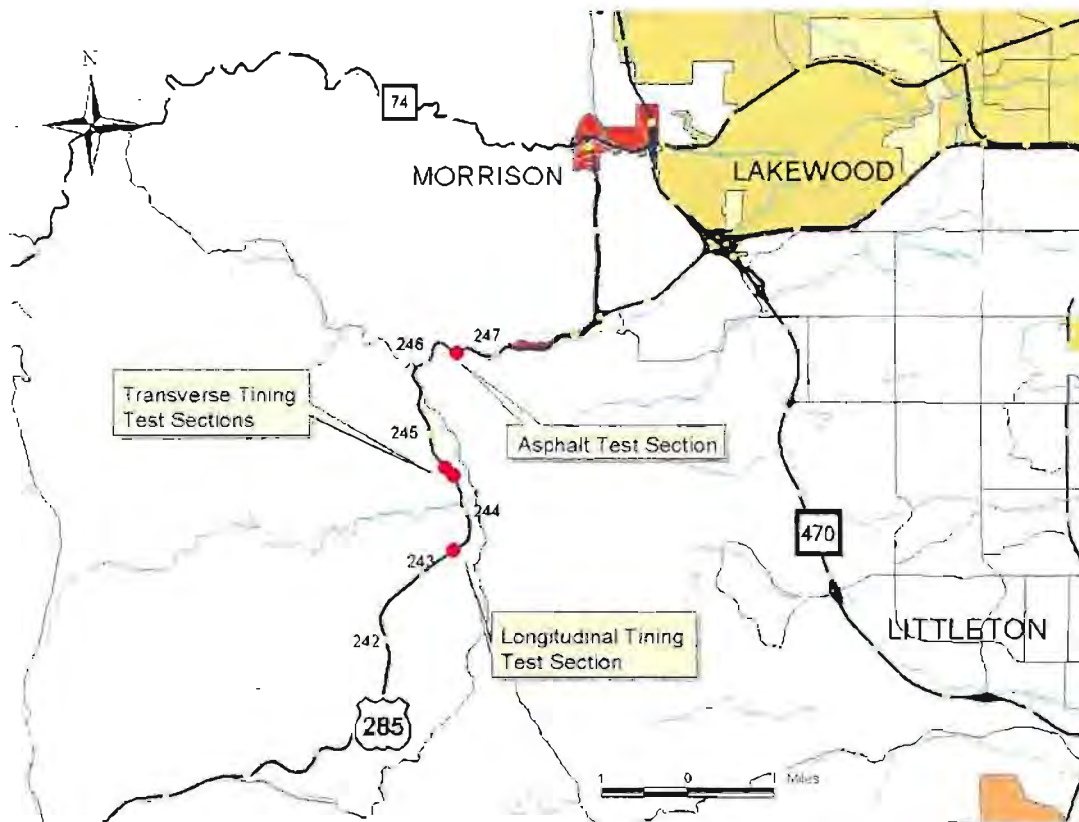 N
74
MORRISON
LAKEWOOD
246
247
Transverse Tining
Test Sections
245
Asphalt Test Section
244
470
243
LITTLETON
242
Longitudinal Tining
Test Section
285
1 0 1 Miles